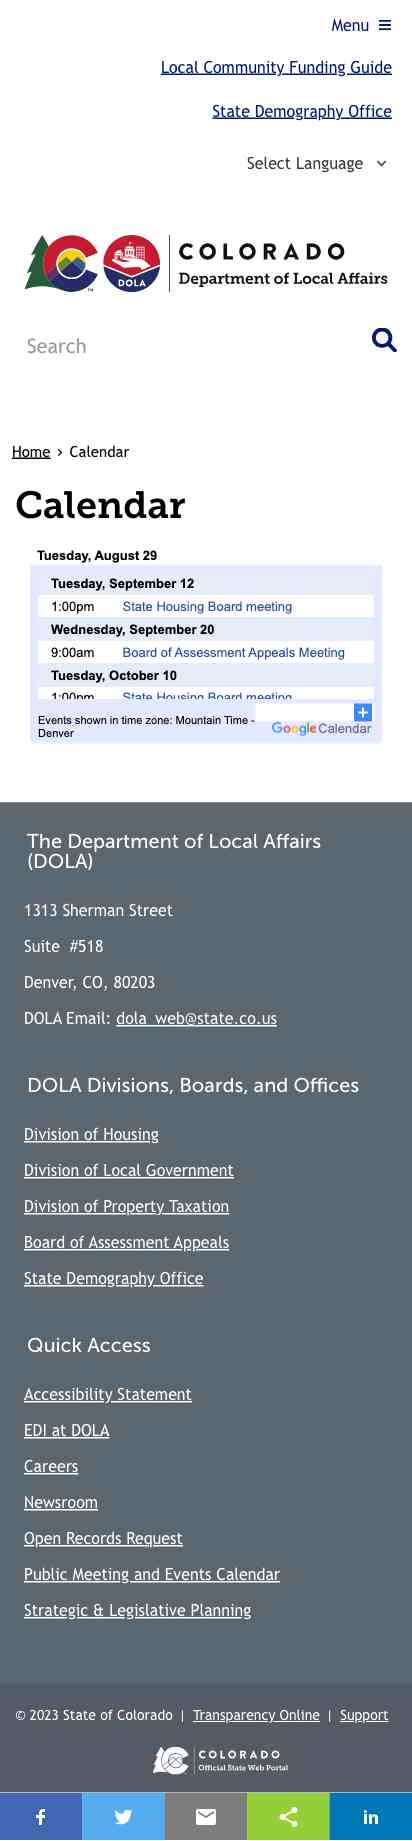 Menu
Local Community Funding Guide
State Demography Office
Select Language
DOLA
COLORADO
Department of Local Affairs
Search
Home › Calendar
Calendar
Tuesday, August 29
Tuesday, September 12
1:00pm State Housing Board meeting
Wednesday, September 20
9:00am Board of Assessment Appeals Meeting
Tuesday, October 10
1:00pm State Housing Board meeting
Events shown in time zone: Mountain Time -
Denver
Google Calendar
The Department of Local Affairs
(DOLA)
1313 Sherman Street
Suite #518
Denver, CO, 80203
DOLA Email: dola_web@state.co.us
DOLA Divisions, Boards, and Offices
Division of Housing
Division of Local Government
Division of Property Taxation
Board of Assessment Appeals
State Demography Office
Quick Access
Accessibility Statement
EDI at DOLA
Careers
Newsroom
Open Records Request
Public Meeting and Events Calendar
Strategic & Legislative Planning
© 2023 State of Colorado | Transparency Online | Support
COLORADO
Official State Web Portal